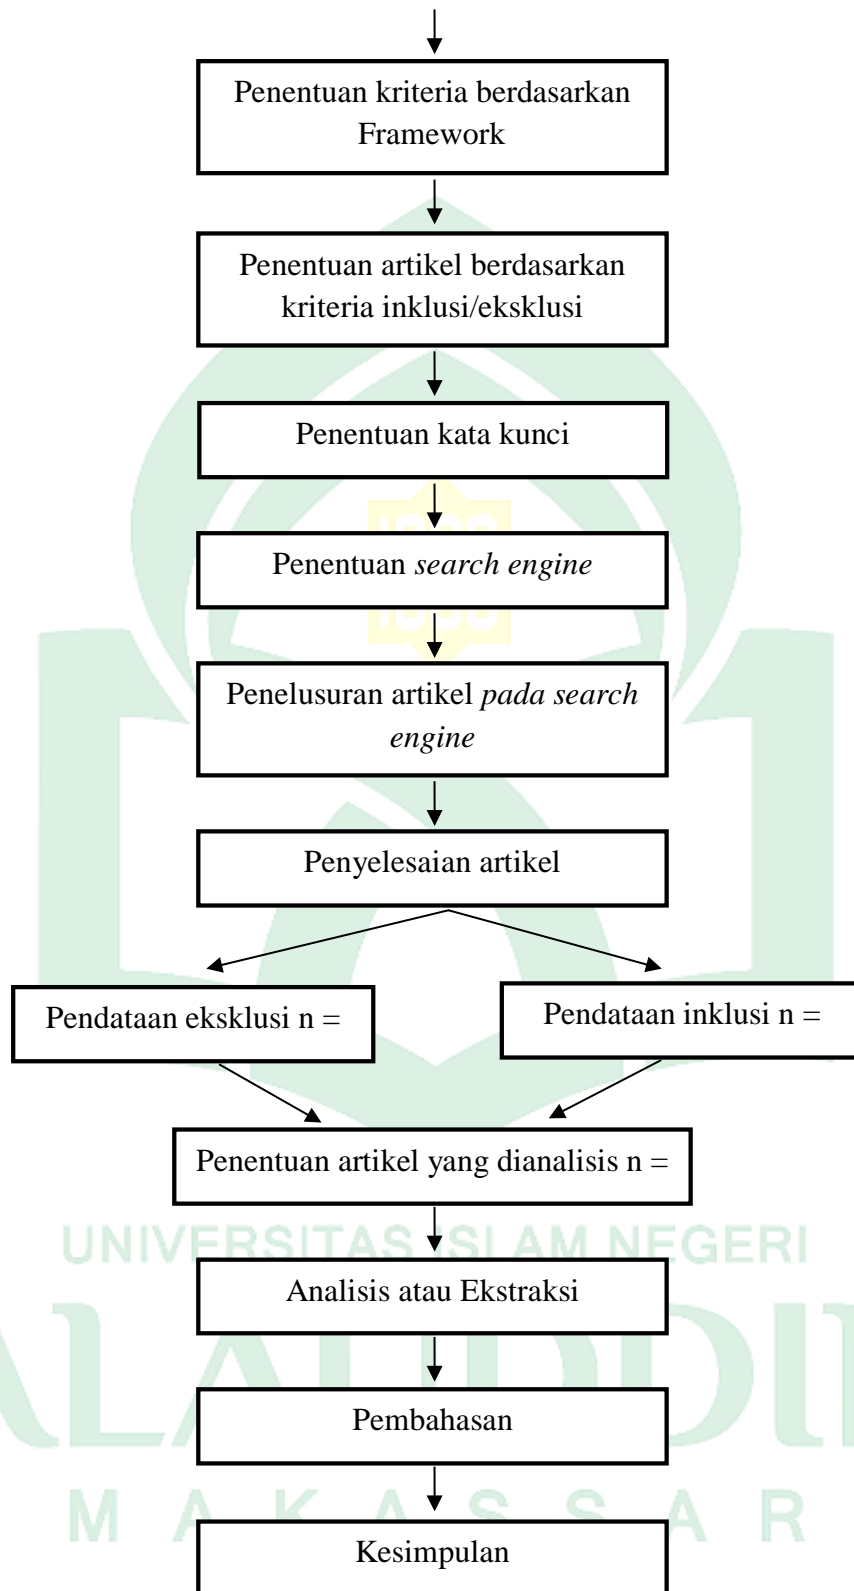 Penentuan kriteria berdasarkan
Framework
Penentuan artikel berdasarkan
kriteria inklusi/eksklusi
Penentuan kata kunci
Penentuan search engine
Penelusuran artikel pada search
engine
Penyelesaian artikel
Pendataan eksklusi n =
Pendataan inklusi n =
Penentuan artikel yang dianalisis n =
UNIVERSITAS ISLAM NEGERI
Analisis atau Ekstraksi
Pembahasan
MAKASSAR
Kesimpulan